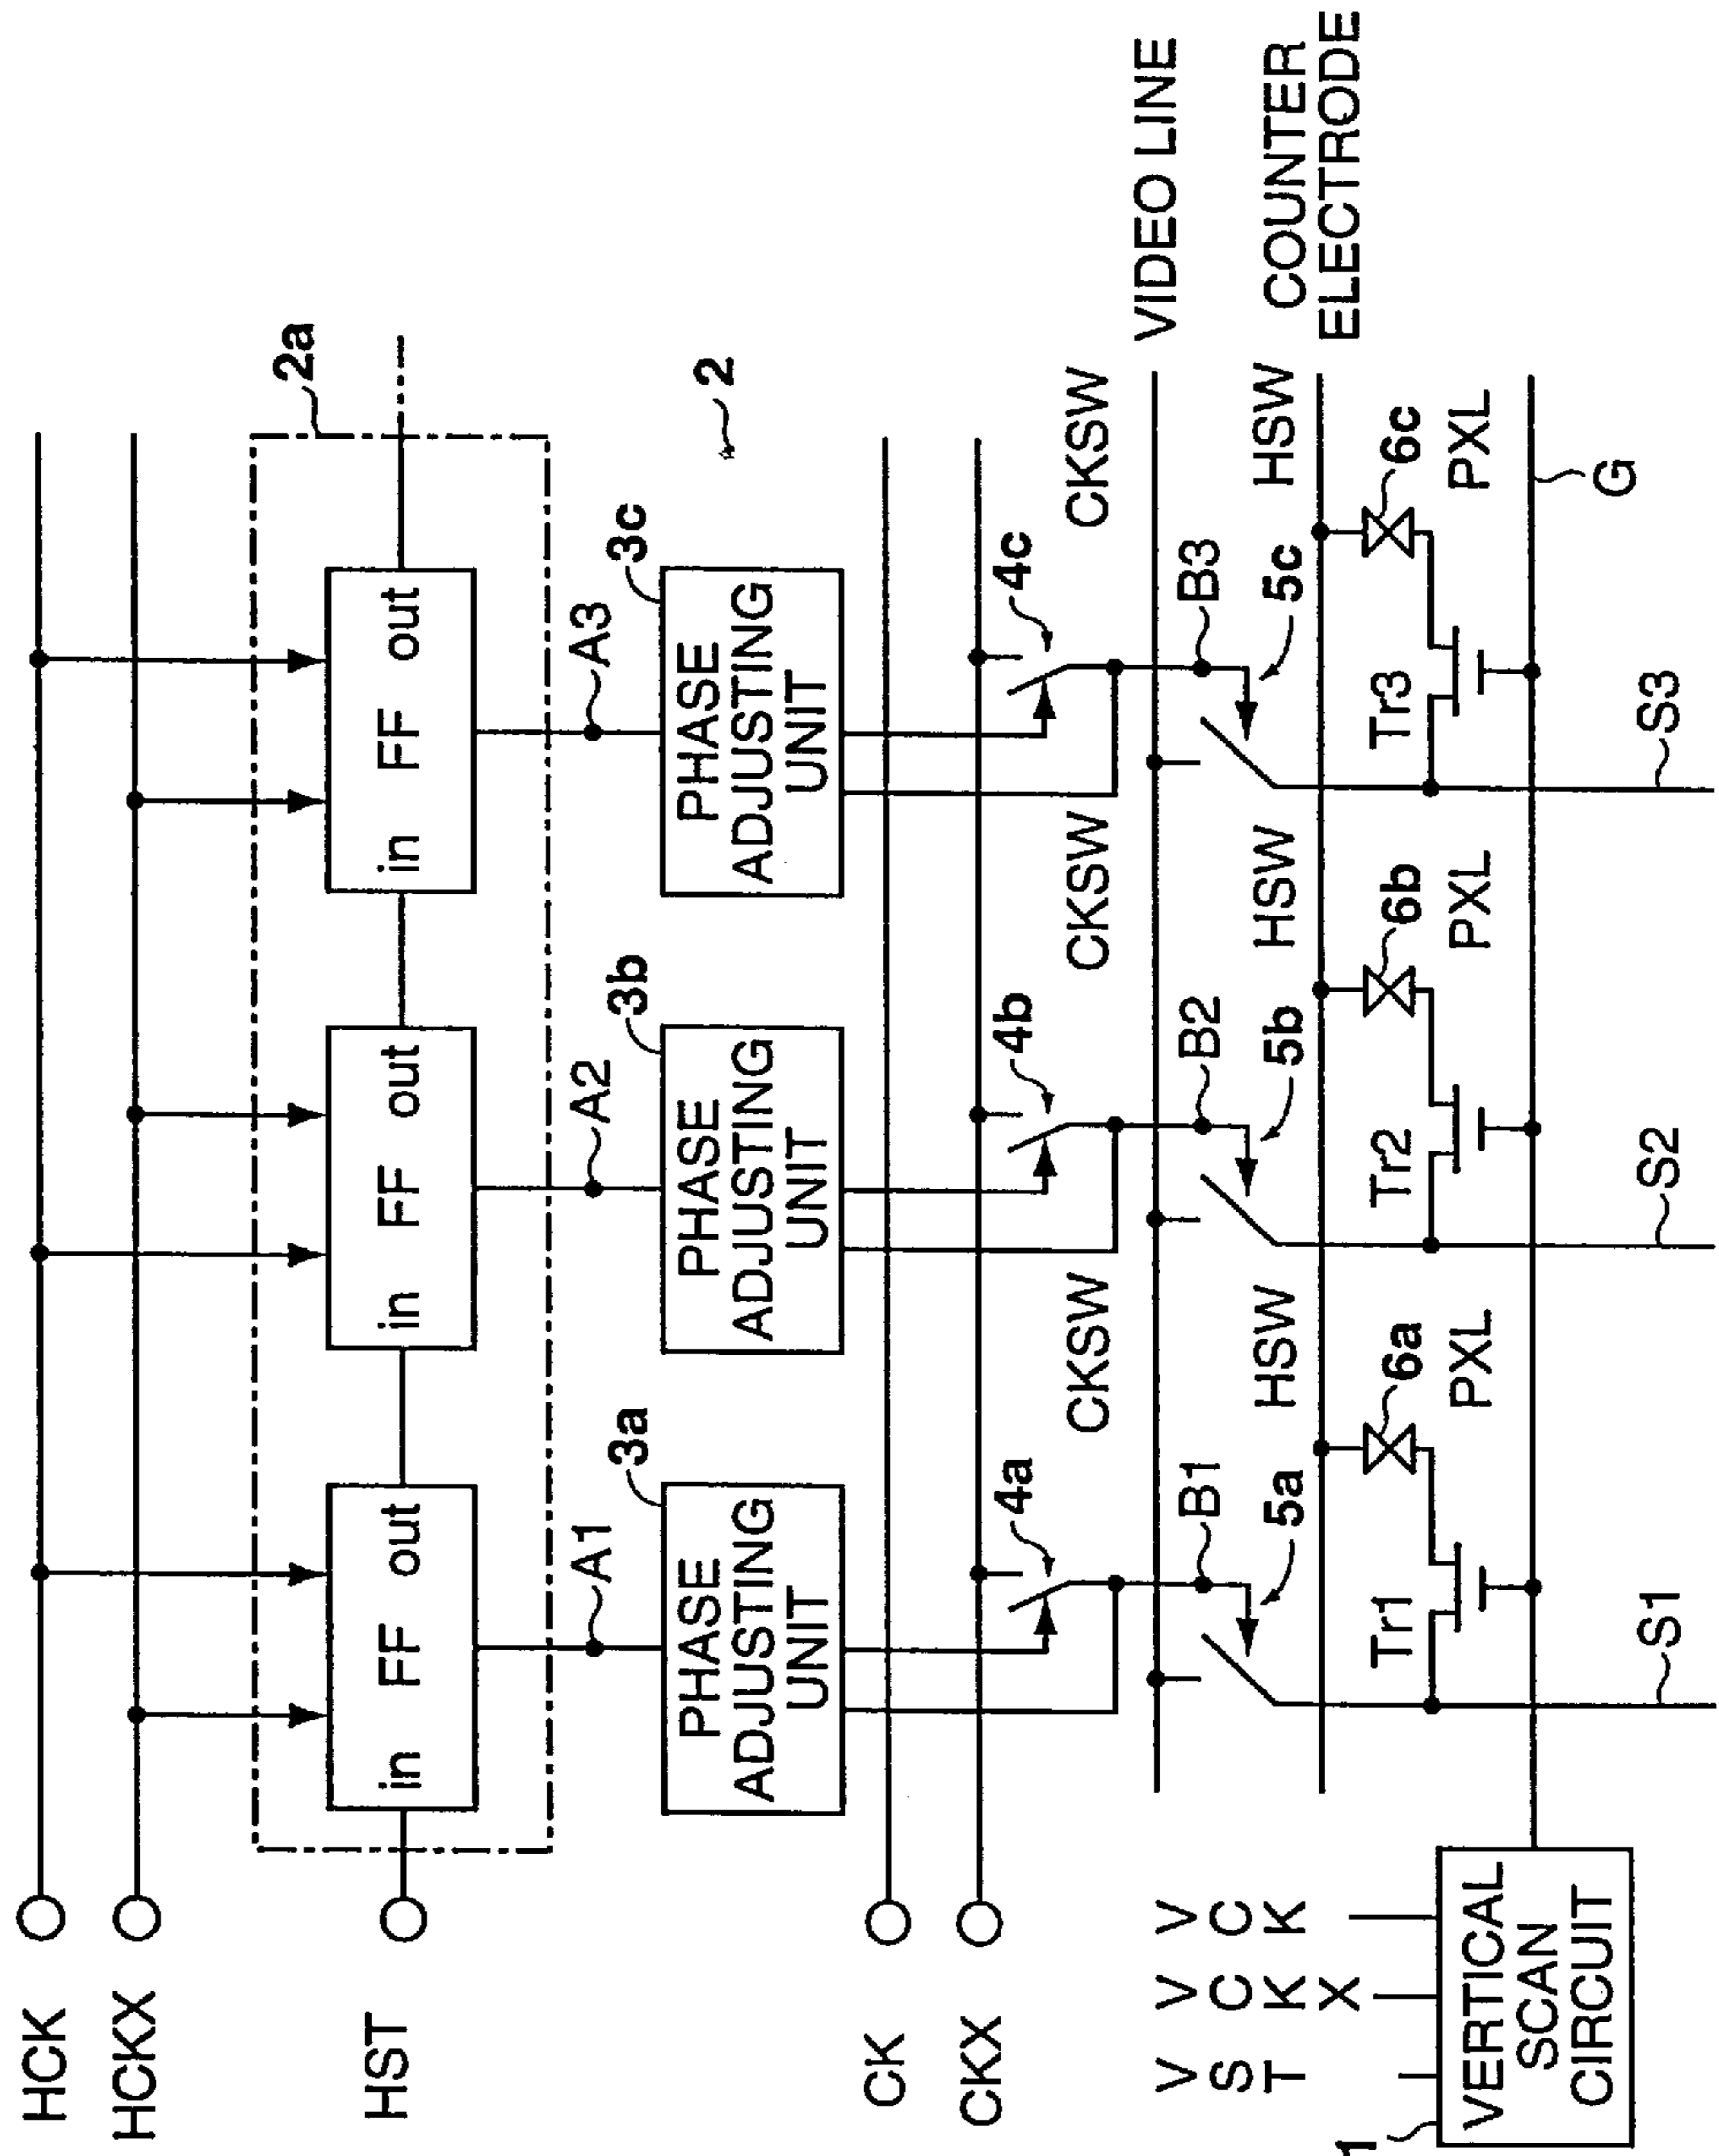 HCK
HCKX
HST
2a
in FF out
in FF out
in FF out
A1
A2
A3
2
3a
3b
3c
PHASE
ADJUSTING
UNIT
PHASE
ADJUSTING
UNIT
PHASE
ADJUSTING
UNIT
CK
CKX
4a
4b
4c
CKSW
CKSW
CKSW
VIDEO LINE
B1
B2
B3
5a
5b
5c
HSW
HSW
HSW
COUNTER
ELECTRODE
6a
6b
6c
PXL
PXL
PXL
Tr1
Tr2
Tr3
G
VST
VCKX
VCK
1
VERTICAL
SCAN
CIRCUIT
S1
S2
S3